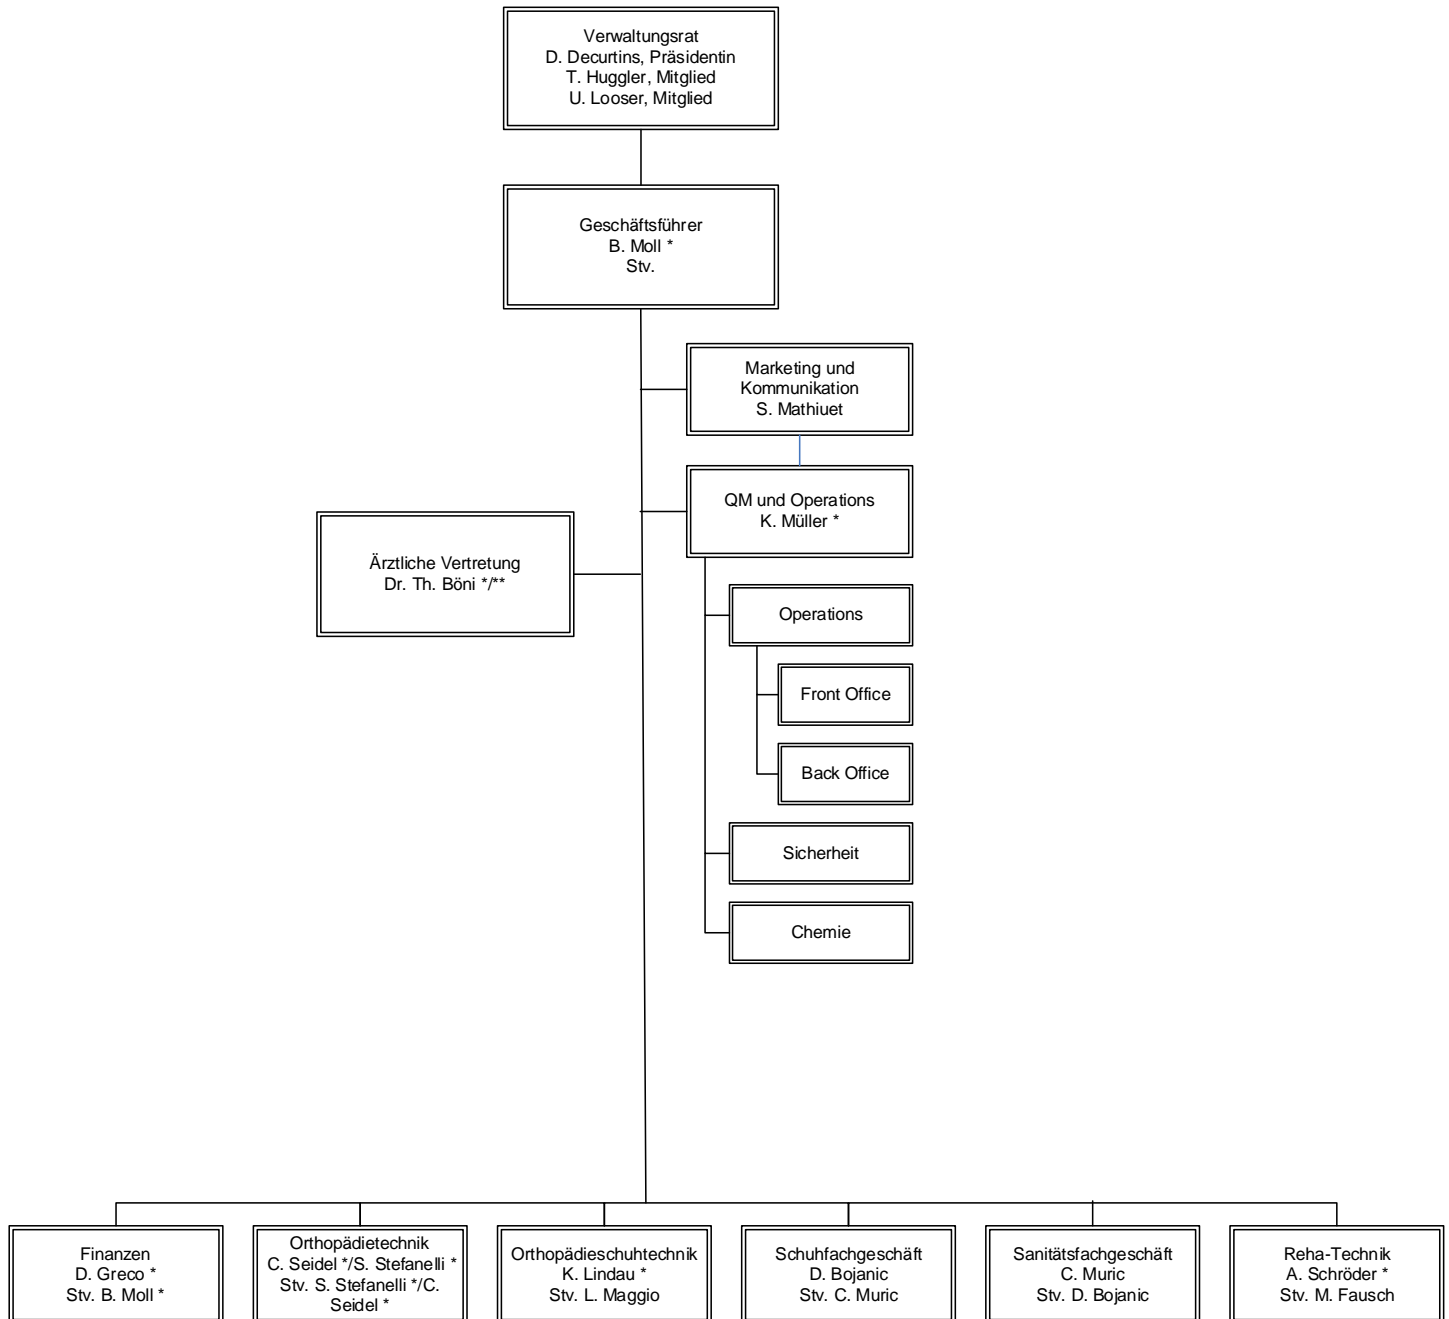 Verwaltungsrat
D. Decurtins, Präsidentin
T. Huggler, Mitglied
U. Looser, Mitglied
Geschäftsführer
B. Moll *
Stv.
Marketing und
Kommunikation
S. Mathiuet
QM und Operations
K. Müller *
Ärztliche Vertretung
Dr. Th. Böni */**
Operations
Front Office
Back Office
Sicherheit
Chemie
Finanzen
D. Greco *
Stv. B. Moll *
Orthopädietechnik
C. Seidel */S. Stefanelli *
Stv. S. Stefanelli */C.
Seidel *
Orthopädieschuhtechnik
K. Lindau *
Stv. L. Maggio
Schuhfachgeschäft
D. Bojanic
Stv. C. Muric
Sanitätsfachgeschäft
C. Muric
Stv. D. Bojanic
Reha-Technik
A. Schröder *
Stv. M. Fausch